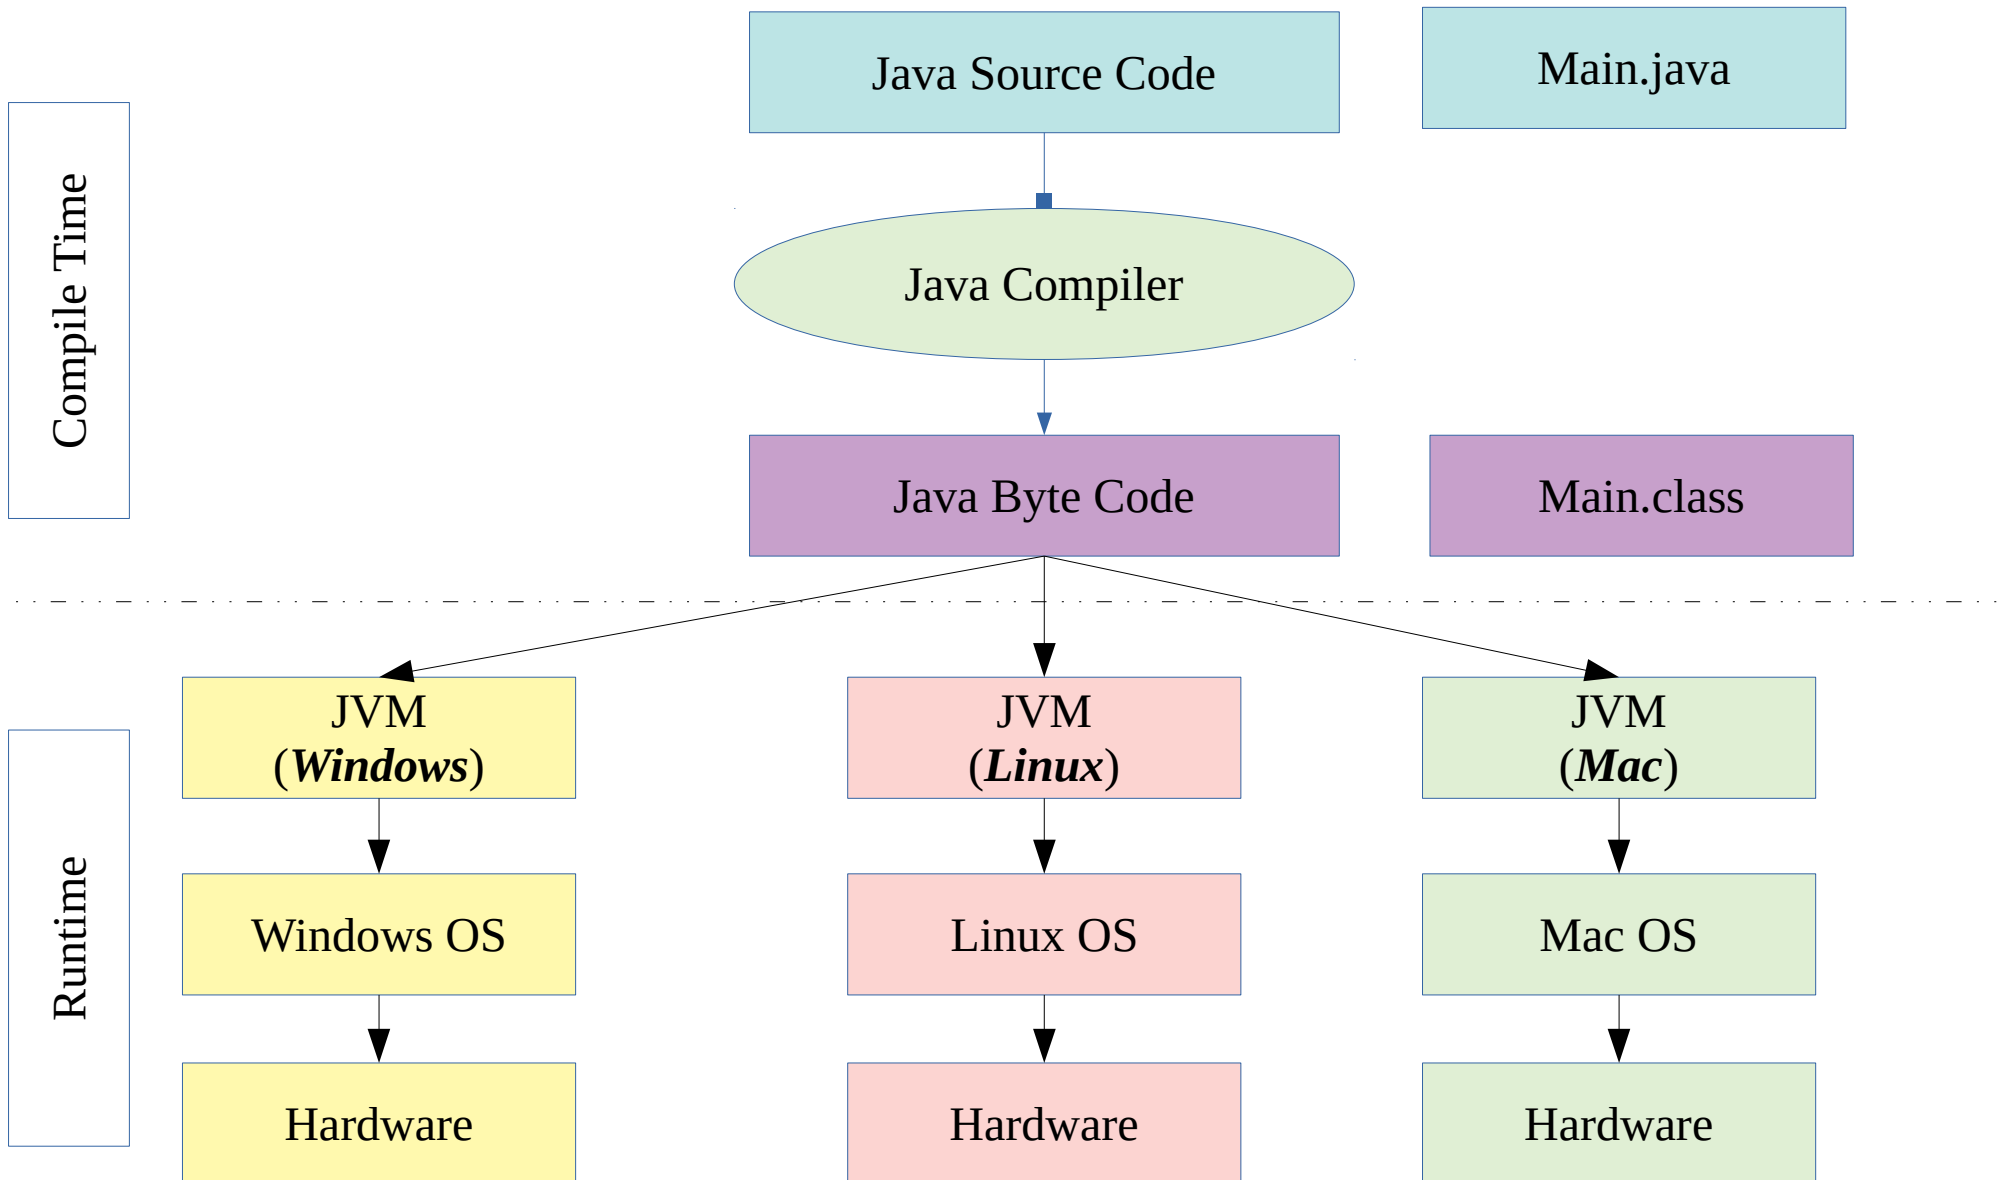 Java Source Code
Main.java
Compile Time
Java Compiler
Java Byte Code
Main.class
JVM
(Windows)
JVM
(Linux)
JVM
(Mac)
Runtime
Windows OS
Linux OS
Mac OS
Hardware
Hardware
Hardware